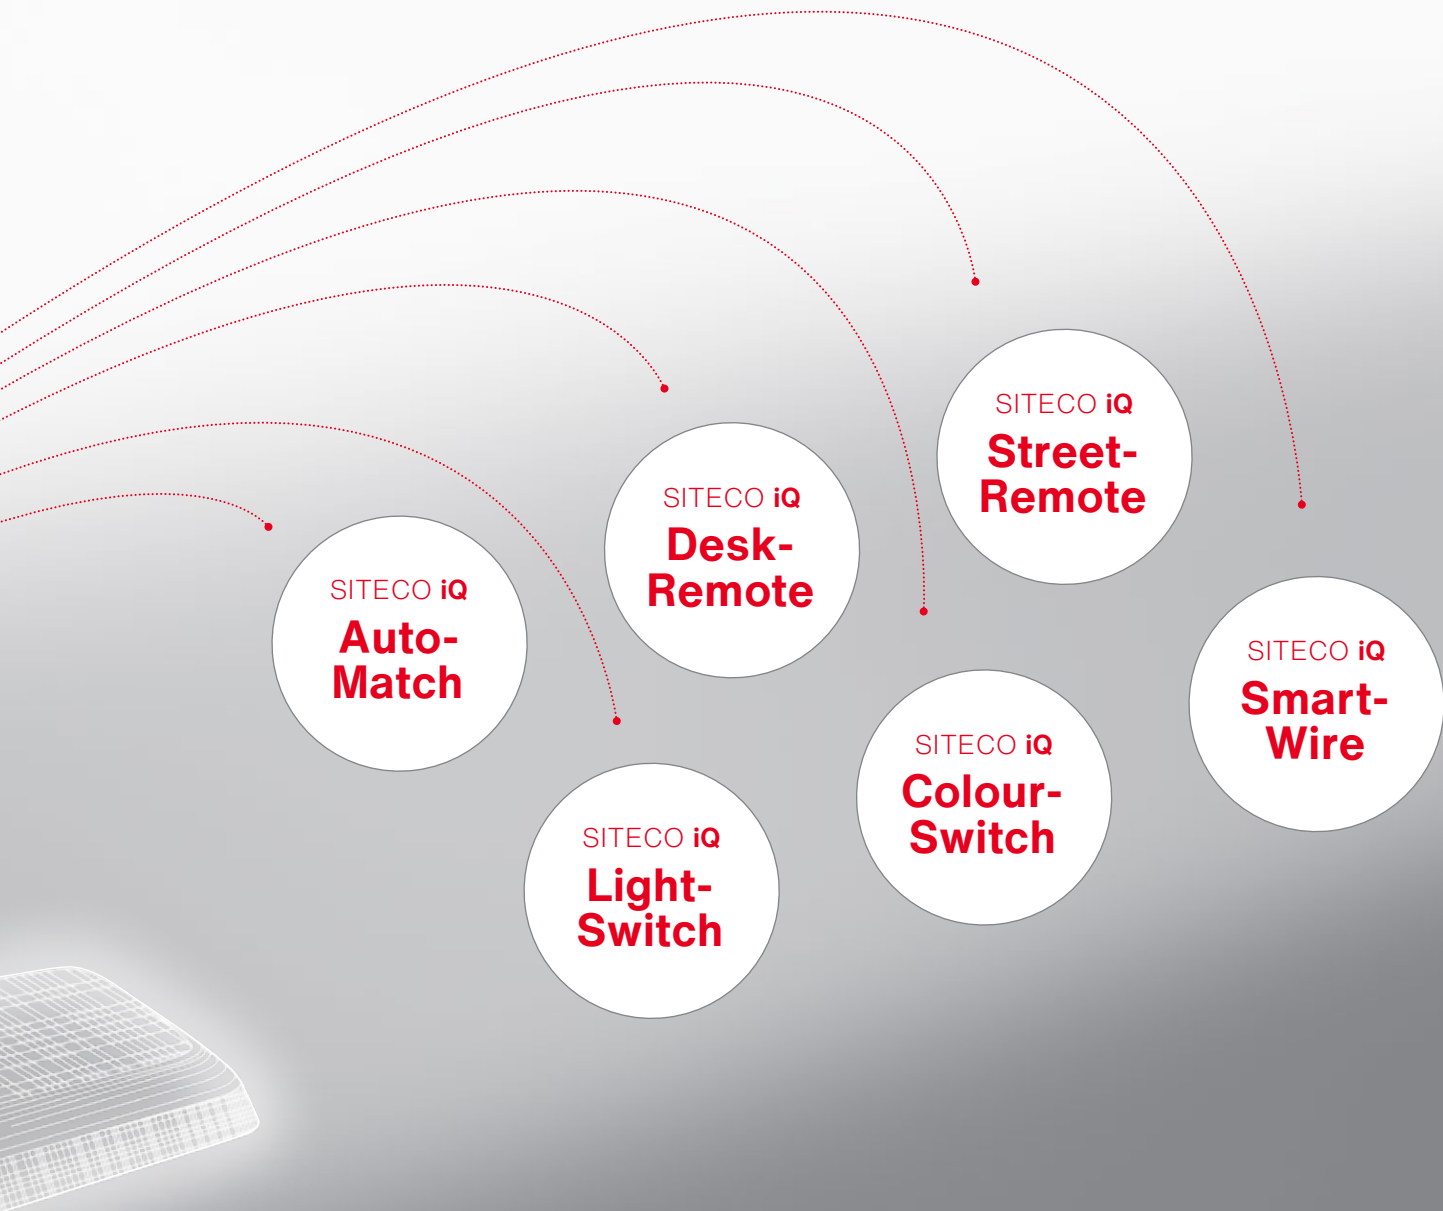 SITECO iQ
Auto-
Match
SITECO iQ
Light-
Switch
SITECO iQ
Desk-
Remote
SITECO iQ
Colour-
Switch
SITECO iQ
Street-
Remote
SITECO iQ
Smart-
Wire